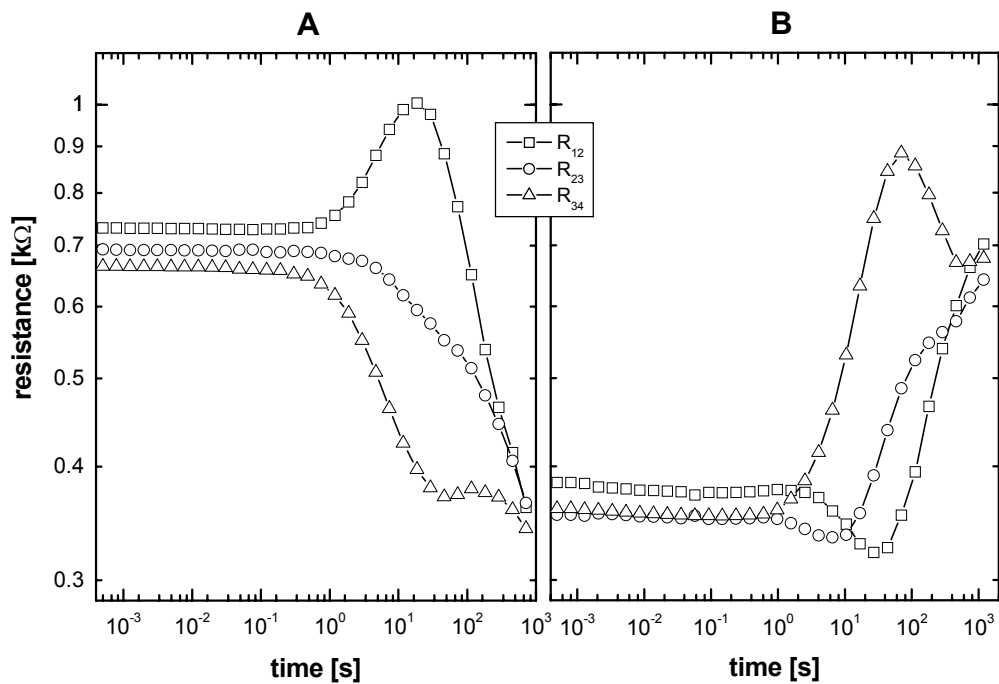 A
B
resistance [kΩ]
1
0.9
0.8
0.7
0.6
0.5
0.4
0.3
R₁₂
R₂₃
R₃₄
10⁻³ 10⁻² 10⁻¹ 10⁰ 10¹ 10² 10³
10⁻³ 10⁻² 10⁻¹ 10⁰ 10¹ 10² 10³
time [s]
time [s]